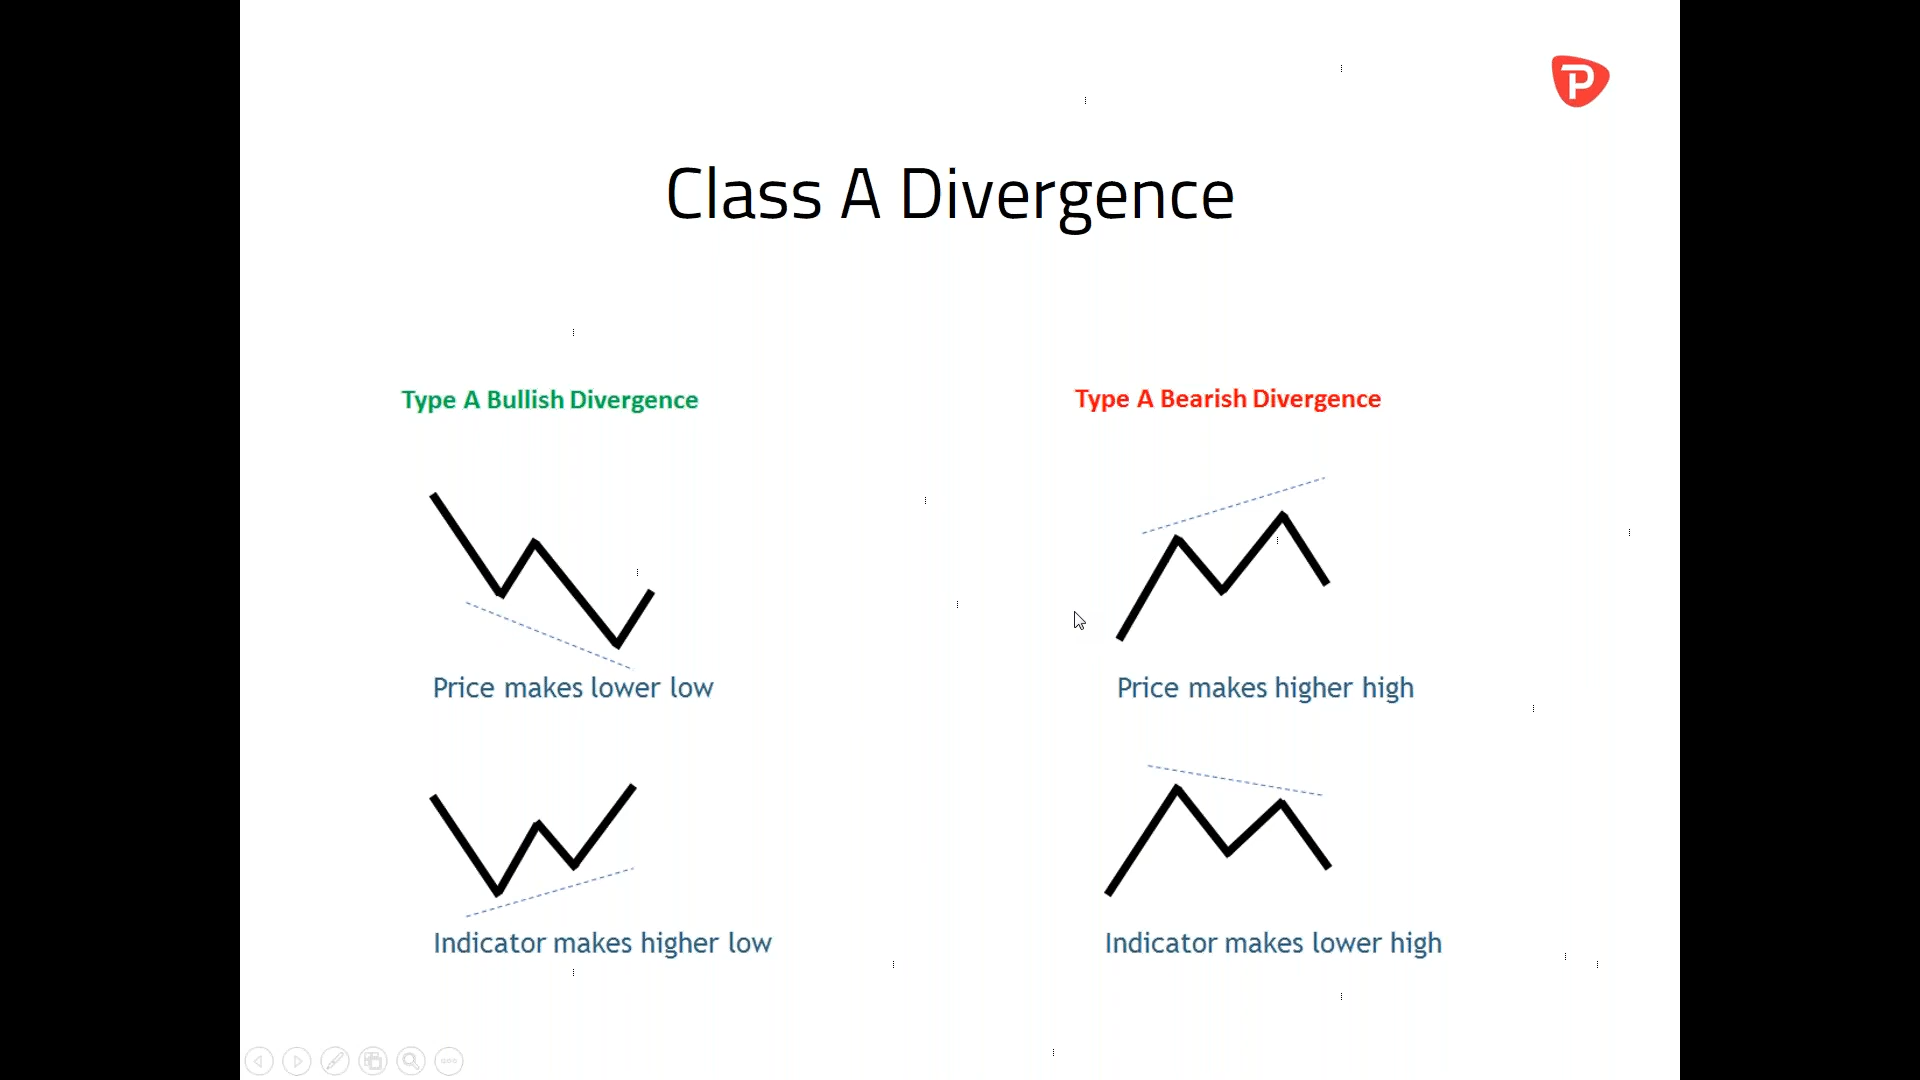 P
Class A Divergence
Type A Bullish Divergence
Type A Bearish Divergence
Price makes lower low
Price makes higher high
Indicator makes higher low
Indicator makes lower high